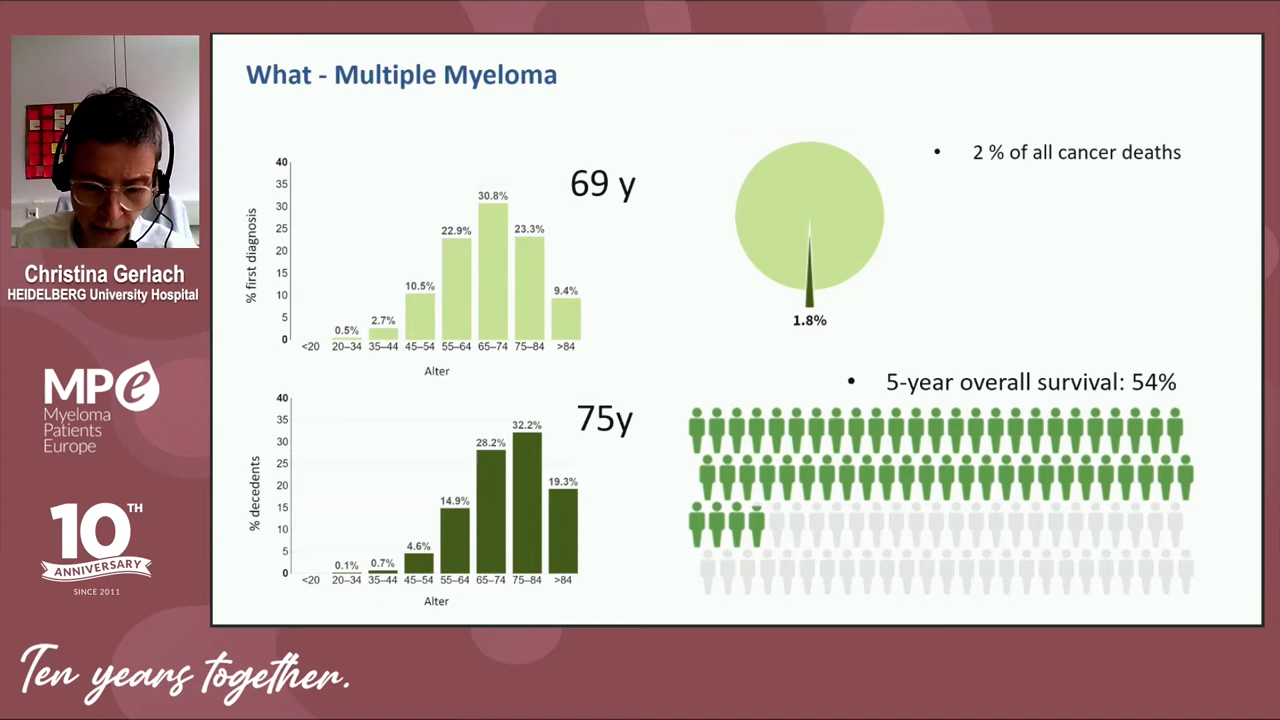 What - Multiple Myeloma
Christina Gerlach
HEIDELBERG University Hospital
MPe
Myeloma
Patients
Europe
10TH
ANNIVERSARY
SINCE 2011
Ten years together.
69 y
% first diagnosis
40
35
30
25
20
15
10
5
0
0.5%
2.7%
10.5%
22.9%
30.8%
23.3%
9.4%
<20 20–34 35–44 45–54 55–64 65–74 75–84 >84
Alter
75y
% decedents
40
35
30
25
20
15
10
5
0
0.1%
0.7%
4.6%
14.9%
28.2%
32.2%
19.3%
<20 20–34 35–44 45–54 55–64 65–74 75–84 >84
Alter
• 2 % of all cancer deaths
1.8%
• 5-year overall survival: 54%